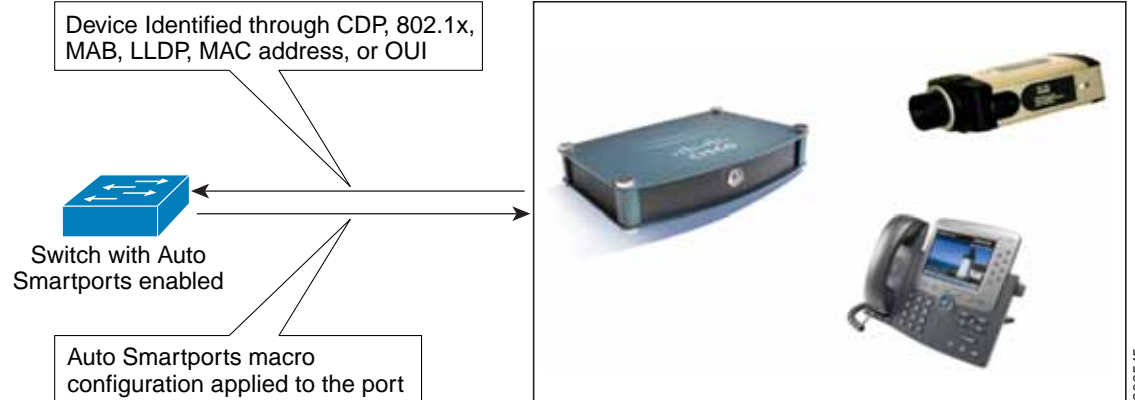 Device Identified through CDP, 802.1x,
MAB, LLDP, MAC address, or OUI
CISCO
Switch with Auto
Smartports enabled
Auto Smartports macro
configuration applied to the port